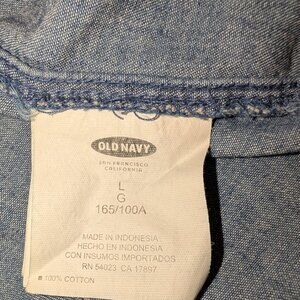 OLD NAVY
SAN FRANCISCO
CALIFORNIA
L
G
165/100A
MADE IN INDONESIA
HECHO EN INDONESIA
CON INSUMOS IMPORTADOS
RN 54023 CA 17897
100% COTTON